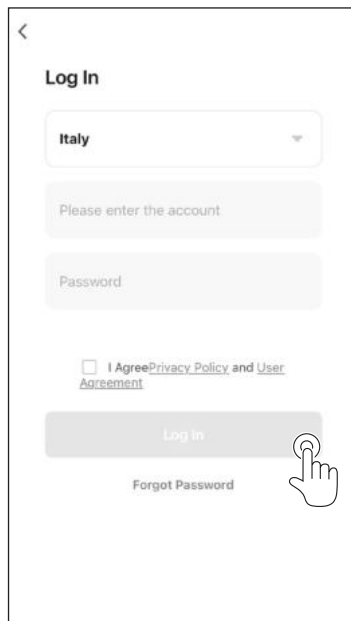 Log In
Italy
Please enter the account
Password
I AgreePrivacy Policy and User
Agreement
Log In
Forgot Password